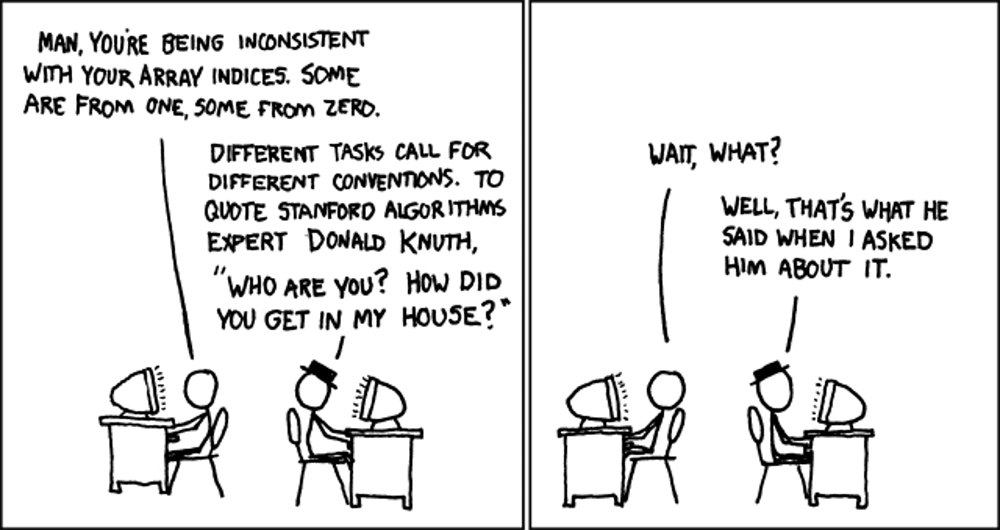 MAN, YOU'RE BEING INCONSISTENT
WITH YOUR ARRAY INDICES. SOME
ARE FROM ONE, SOME FROM ZERO.
DIFFERENT TASKS CALL FOR
DIFFERENT CONVENTIONS. TO
QUOTE STANFORD ALGORITHMS
EXPERT DONALD KNUTH,
"WHO ARE YOU? HOW DID
YOU GET IN MY HOUSE?"
WAIT, WHAT?
WELL, THAT'S WHAT HE
SAID WHEN I ASKED
HIM ABOUT IT.